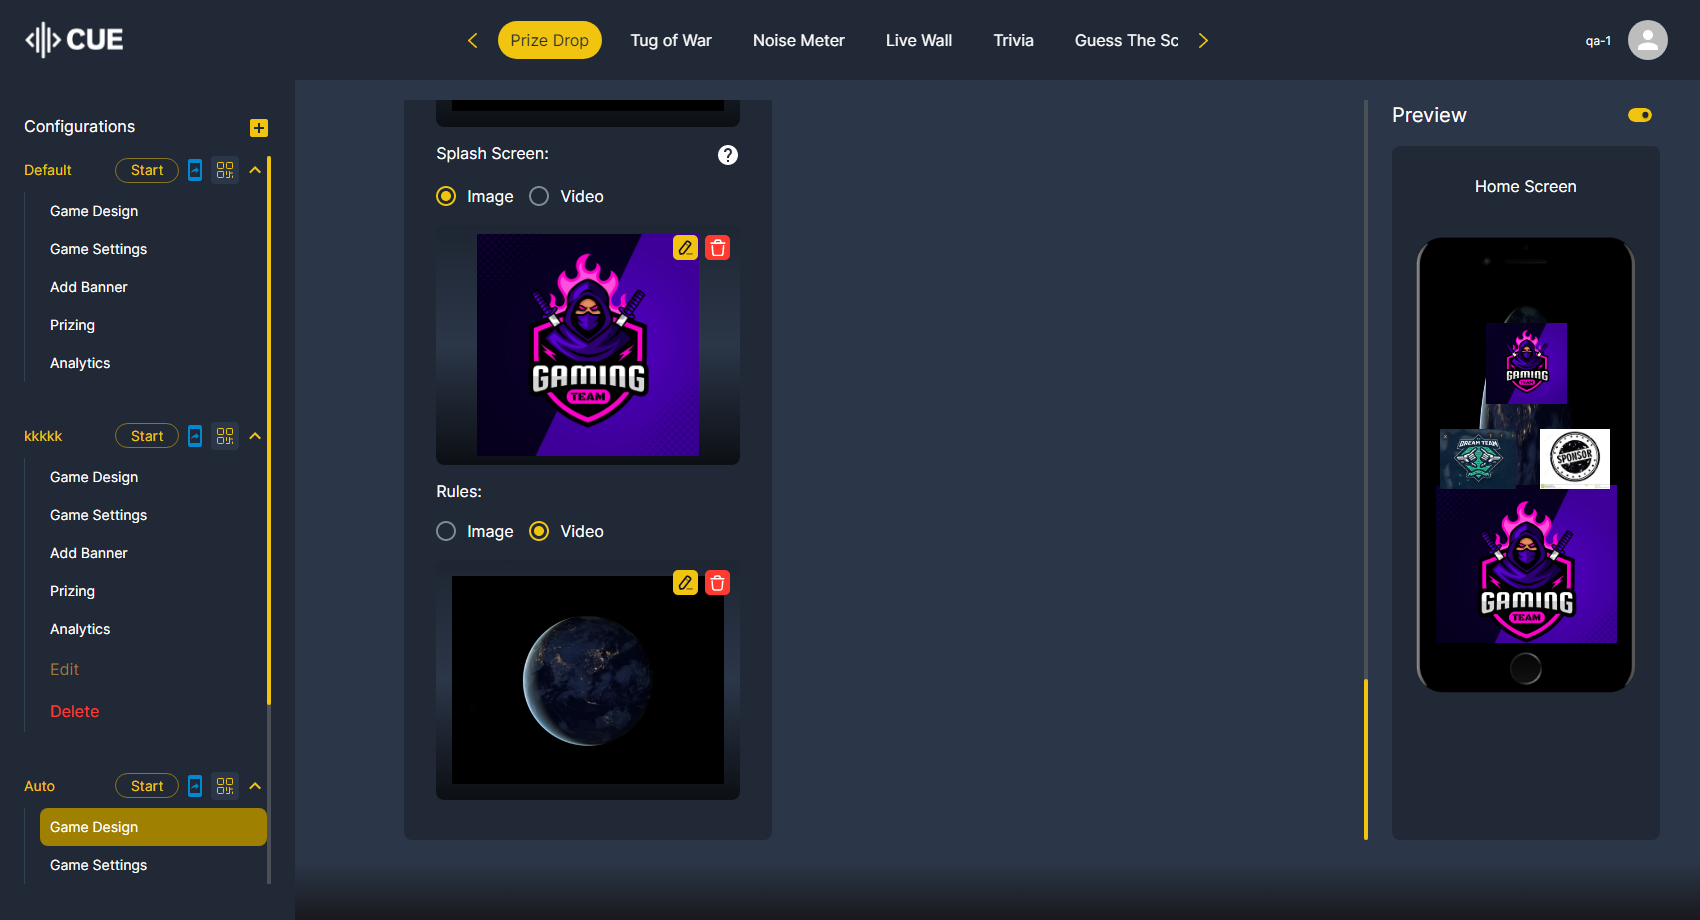 CUE
Prize Drop
Tug of War
Noise Meter
Live Wall
Trivia
Guess The Sc
qa-1
Configurations
Default
Start
Game Design
Game Settings
Add Banner
Prizing
Analytics
kkkkk
Start
Game Design
Game Settings
Add Banner
Prizing
Analytics
Edit
Delete
Auto
Start
Game Design
Game Settings
Splash Screen:
?
Image
Video
GAMING
TEAM
Rules:
Image
Video
Preview
Home Screen
GAMING
TEAM
DREAM TEAM
SPONSOR
GAMING
TEAM